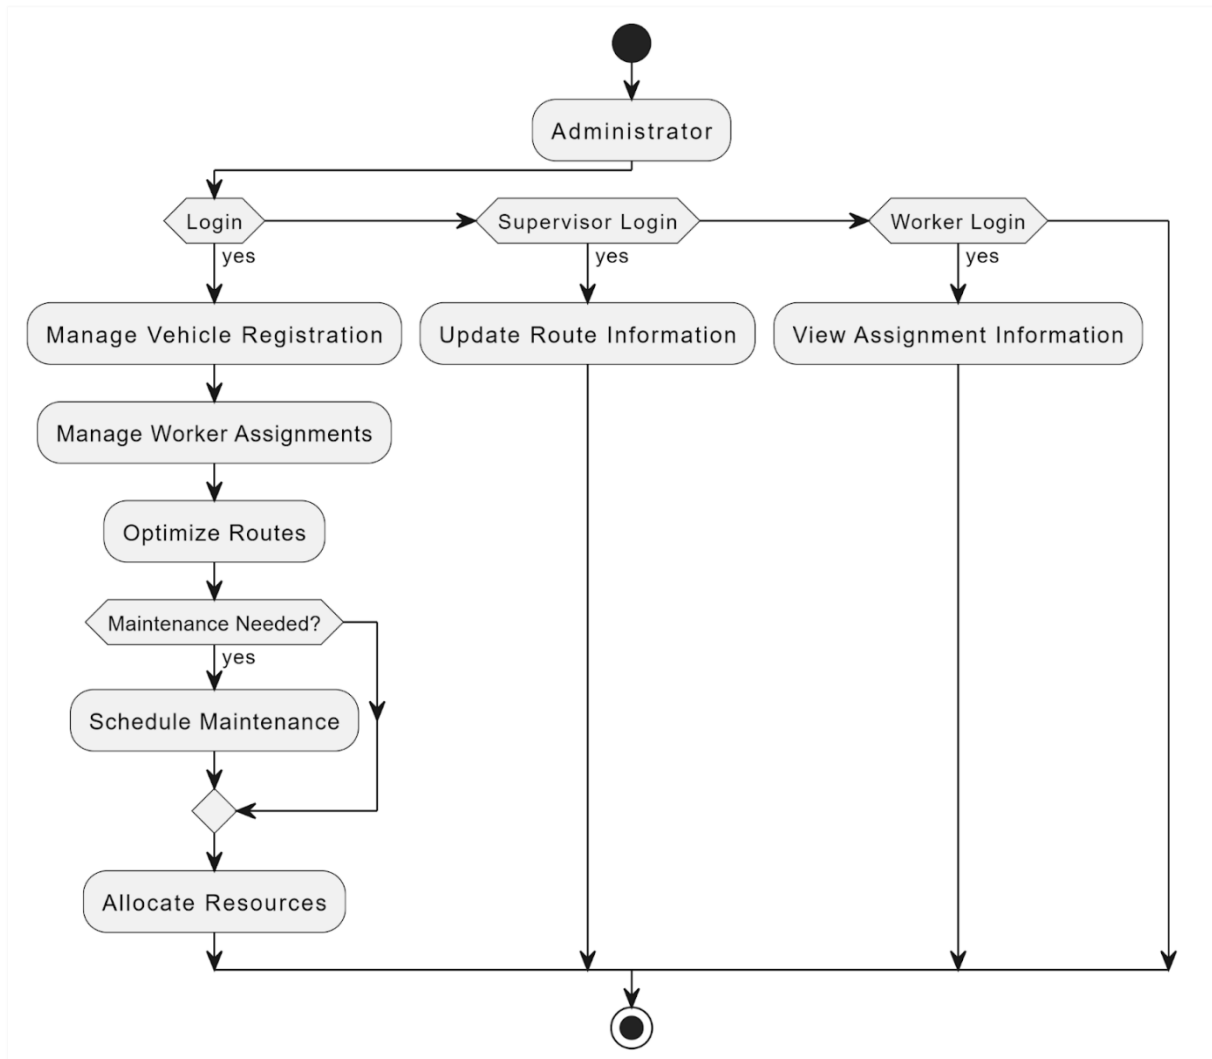 Administrator
Login
Supervisor Login
Worker Login
yes
yes
yes
Manage Vehicle Registration
Update Route Information
View Assignment Information
Manage Worker Assignments
Optimize Routes
Maintenance Needed?
yes
Schedule Maintenance
Allocate Resources